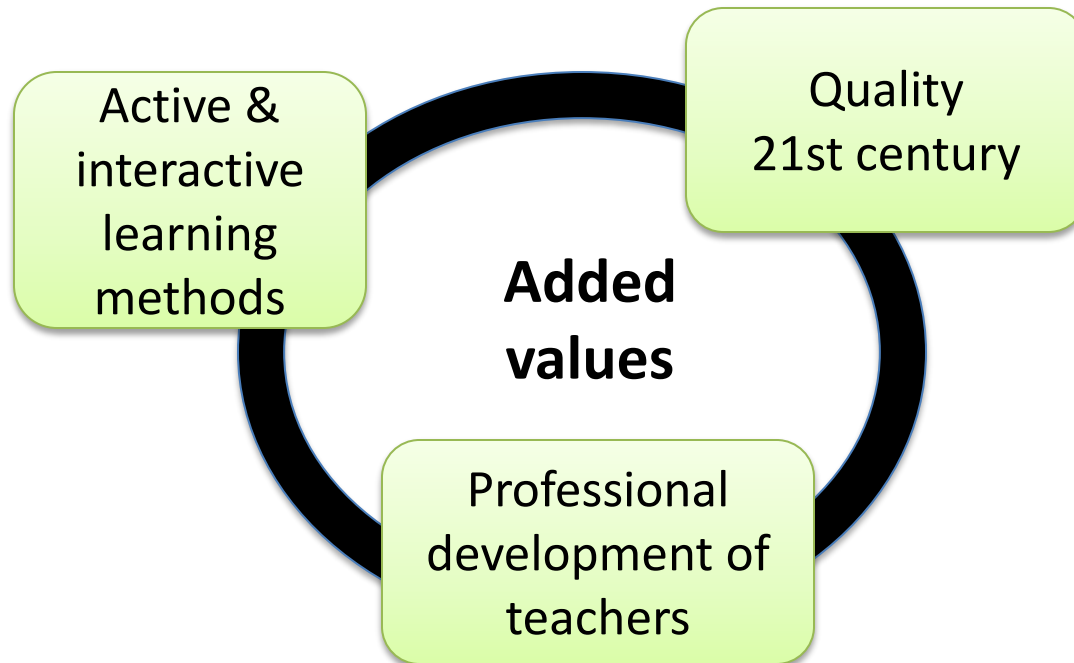 Active &
interactive
learning
methods
Quality
21st century
Added
values
Professional
development of
teachers